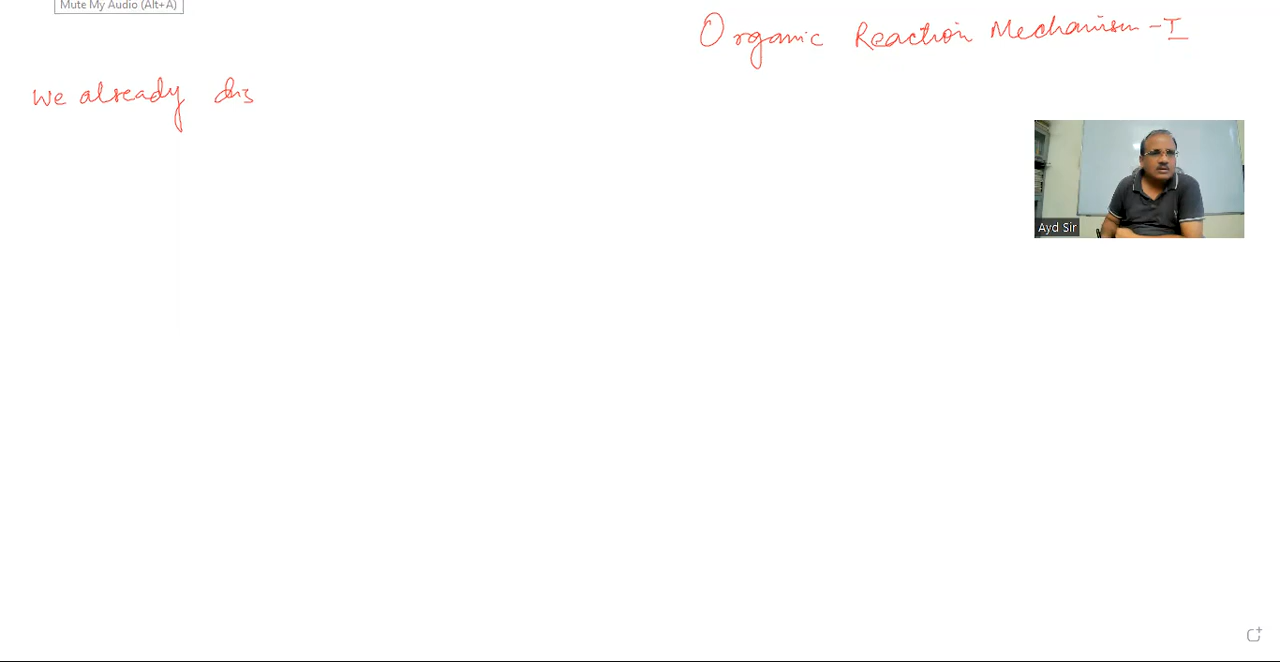 Mute My Audio (Alt+A)
Organic Reaction Mechanism-I
We already dis
Ayd Sir